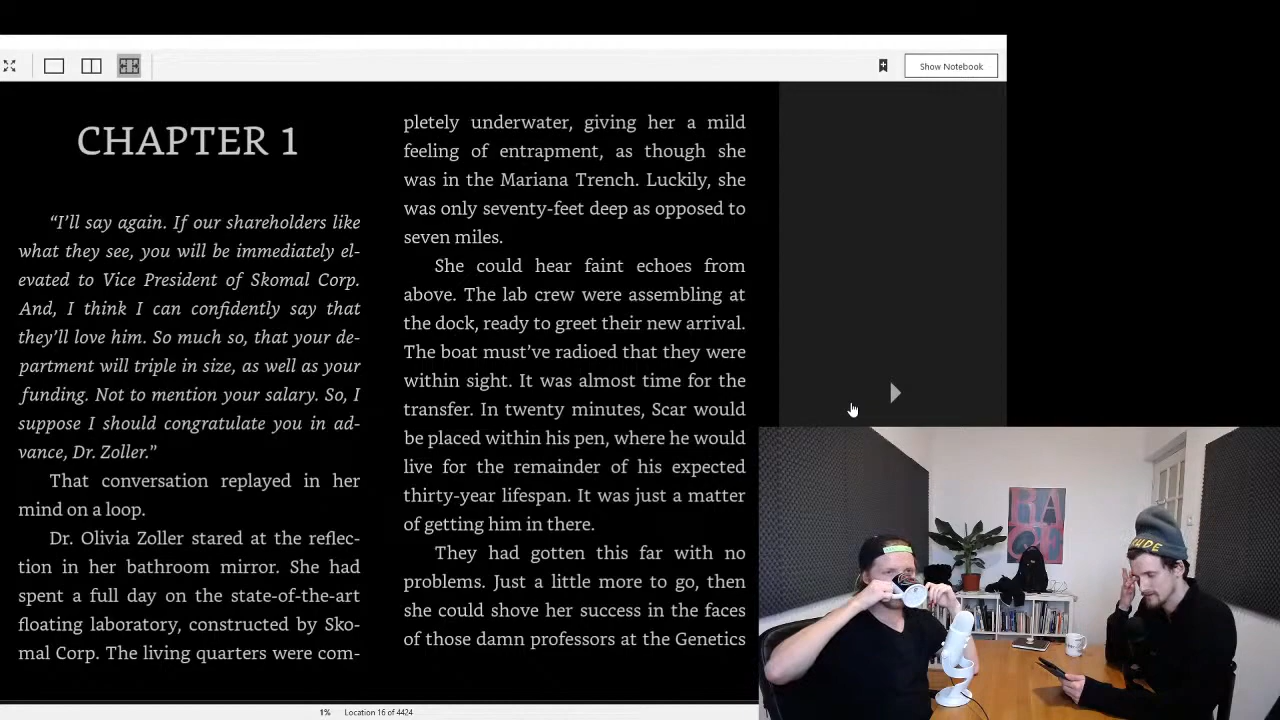 Show Notebook
CHAPTER 1
“I’ll say again. If our shareholders like
what they see, you will be immediately el-
evated to Vice President of Skomal Corp.
And, I think I can confidently say that
they’ll love him. So much so, that your de-
partment will triple in size, as well as your
funding. Not to mention your salary. So, I
suppose I should congratulate you in ad-
vance, Dr. Zoller.”
That conversation replayed in her
mind on a loop.
Dr. Olivia Zoller stared at the reflec-
tion in her bathroom mirror. She had
spent a full day on the state-of-the-art
floating laboratory, constructed by Sko-
mal Corp. The living quarters were com-
pletely underwater, giving her a mild
feeling of entrapment, as though she
was in the Mariana Trench. Luckily, she
was only seventy-feet deep as opposed to
seven miles.
She could hear faint echoes from
above. The lab crew were assembling at
the dock, ready to greet their new arrival.
The boat must’ve radioed that they were
within sight. It was almost time for the
transfer. In twenty minutes, Scar would
be placed within his pen, where he would
live for the remainder of his expected
thirty-year lifespan. It was just a matter
of getting him in there.
They had gotten this far with no
problems. Just a little more to go, then
she could shove her success in the faces
of those damn professors at the Genetics
1% Location 16 of 4424